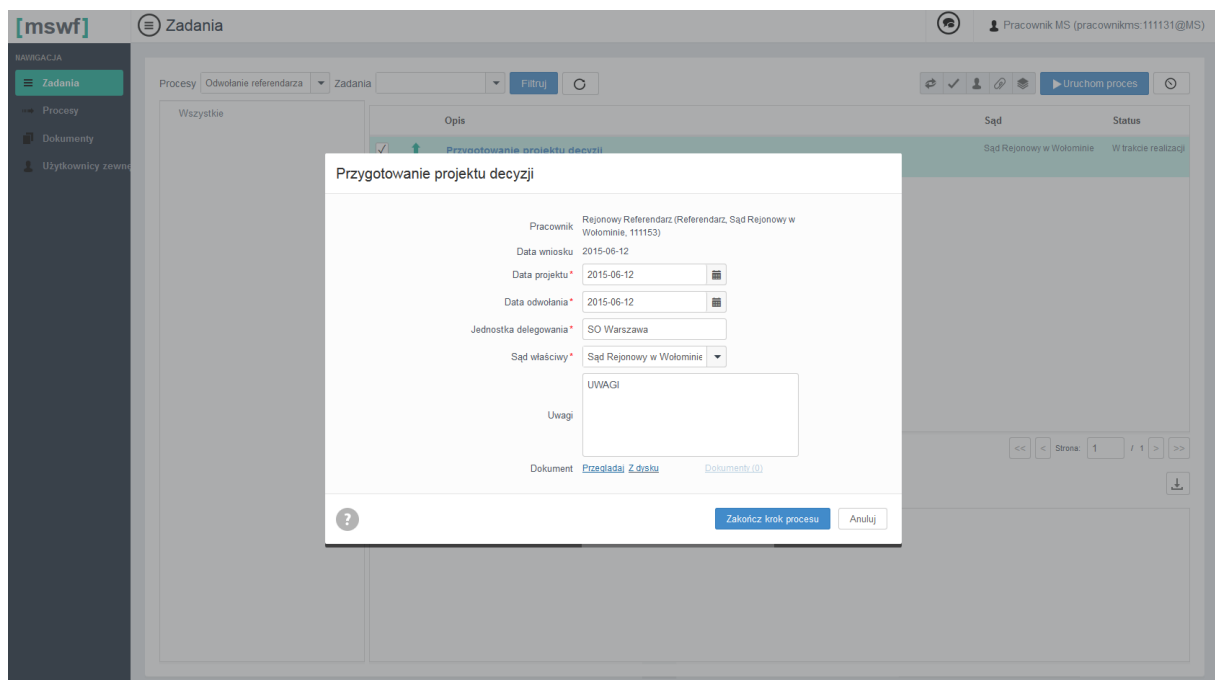 [mswf]
Zadania
Pracownik MS (pracownikms:111131@MS)
NAWIGACJA
Zadania
Procesy
Dokumenty
Użytkownicy zewnę
Procesy Odwołanie referendarza Zadania Filtruj Uruchom proces
Wszystkie
Opis Sąd Status
Przygotowanie projektu decyzji Sąd Rejonowy w Wołominie W trakcie realizacji
Przygotowanie projektu decyzji
Pracownik Rejonowy Referendarz (Referendarz, Sąd Rejonowy w
Wołominie, 111153)
Data wniosku 2015-06-12
Data projektu* 2015-06-12
Data odwołania* 2015-06-12
Jednostka delegowania* SO Warszawa
Sąd właściwy* Sąd Rejonowy w Wołominie
Uwagi UWAGI
Dokument Przeglądaj Z dysku Dokumenty (0)
<< < Strona: 1 / 1 > >>
? Zakończ krok procesu Anuluj